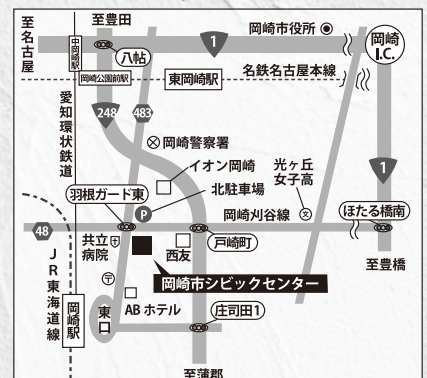 至豊田
至名古屋
中岡崎駅
八帖
1
岡崎市役所
岡崎I.C.
岡崎公園前駅
東岡崎駅
名鉄名古屋本線
愛知環状鉄道
248
483
岡崎警察署
1
イオン岡崎
光ヶ丘女子高
羽根ガード東
北駐車場
P
岡崎刈谷線
文
ほたる橋南
48
共立病院
西友
戸崎町
至豊橋
岡崎市シビックセンター
JR東海道線
岡崎駅
東口
ABホテル
庄司田1
至蒲郡